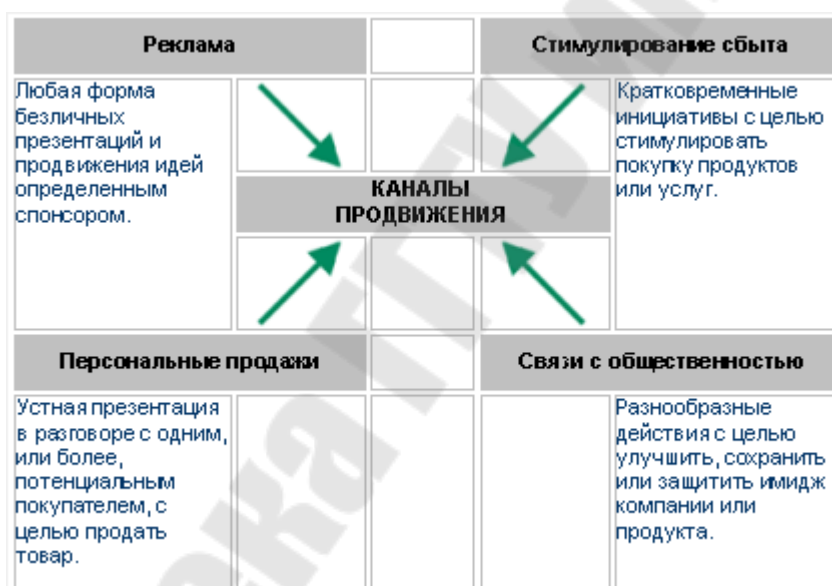 Реклама
Стимулирование сбыта
Любая форма
безличных
презентаций и
продвижения идей
определенным
спонсором.
Кратковременные
инициативы с целью
стимулировать
покупку продуктов
или услуг.
КАНАЛЫ
ПРОДВИЖЕНИЯ
Персональные продажи
Связи с общественностью
Устная презентация
в разговоре с одним,
или более,
потенциальным
покупателем, с
целью продать
товар.
Разнообразные
действия с целью
улучшить, сохранить
или защитить имидж
компании или
продукта.